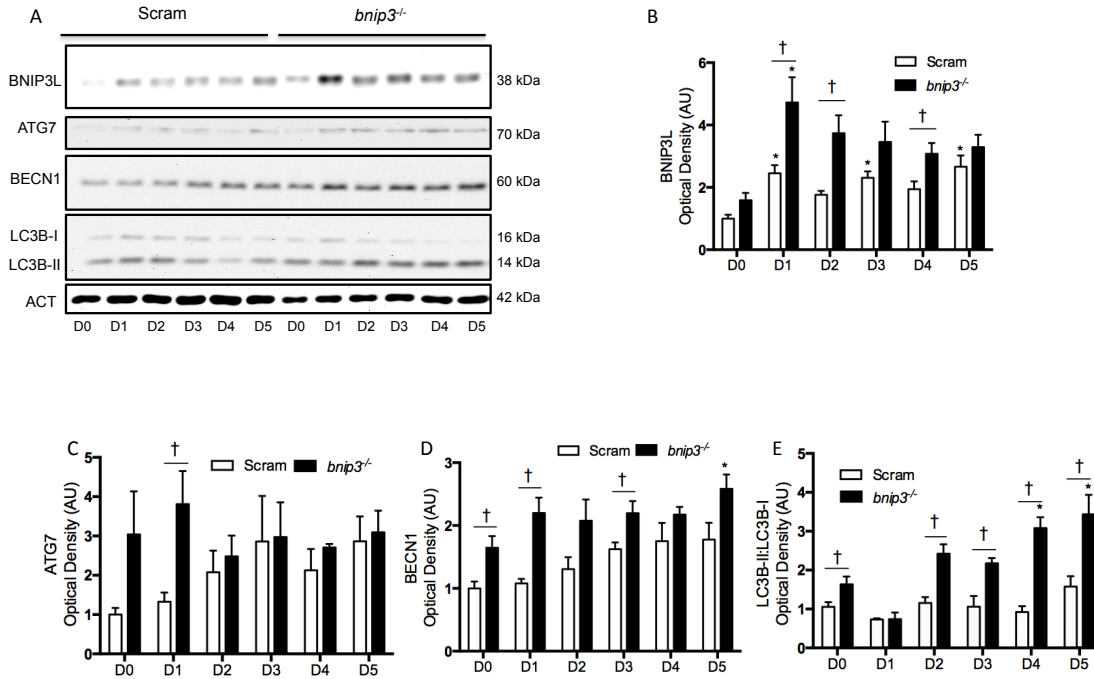 A
Scram
bnip3-/-
BNIP3L
38 kDa
ATG7
70 kDa
BECN1
60 kDa
LC3B-I
16 kDa
LC3B-II
14 kDa
ACT
42 kDa
D0 D1 D2 D3 D4 D5 D0 D1 D2 D3 D4 D5
B
Scram
bnip3-/-
BNIP3L
Optical Density (AU)
6
4
2
0
†
*
†
*
†
*
*
D0 D1 D2 D3 D4 D5
C
Scram bnip3-/-
ATG7
Optical Density (AU)
5
4
3
2
1
0
†
D0 D1 D2 D3 D4 D5
D
Scram bnip3-/-
BECN1
Optical Density (AU)
3
2
1
0
†
†
†
*
D0 D1 D2 D3 D4 D5
E
Scram
bnip3-/-
LC3B-II:LC3B-I
Optical Density (AU)
5
4
3
2
1
0
†
†
†
†
*
†
*
D0 D1 D2 D3 D4 D5